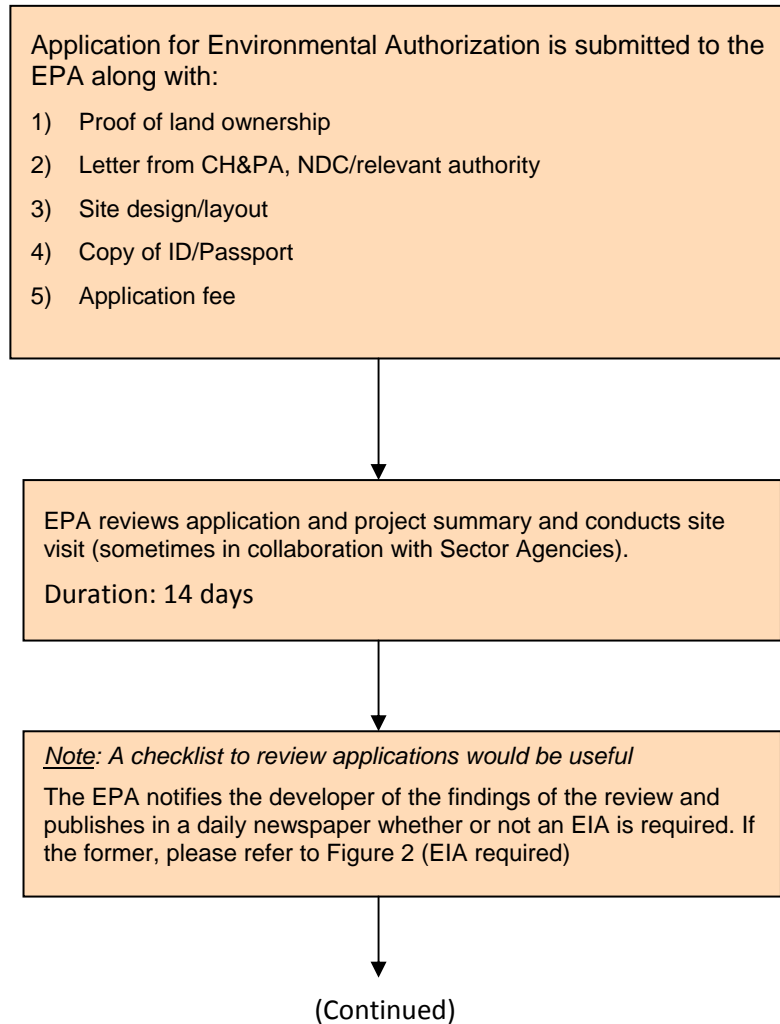 Application for Environmental Authorization is submitted to the
EPA along with:
1) Proof of land ownership
2) Letter from CH&PA, NDC/relevant authority
3) Site design/layout
4) Copy of ID/Passport
5) Application fee
EPA reviews application and project summary and conducts site
visit (sometimes in collaboration with Sector Agencies).
Duration: 14 days
Note: A checklist to review applications would be useful
The EPA notifies the developer of the findings of the review and
publishes in a daily newspaper whether or not an EIA is required. If
the former, please refer to Figure 2 (EIA required)
(Continued)